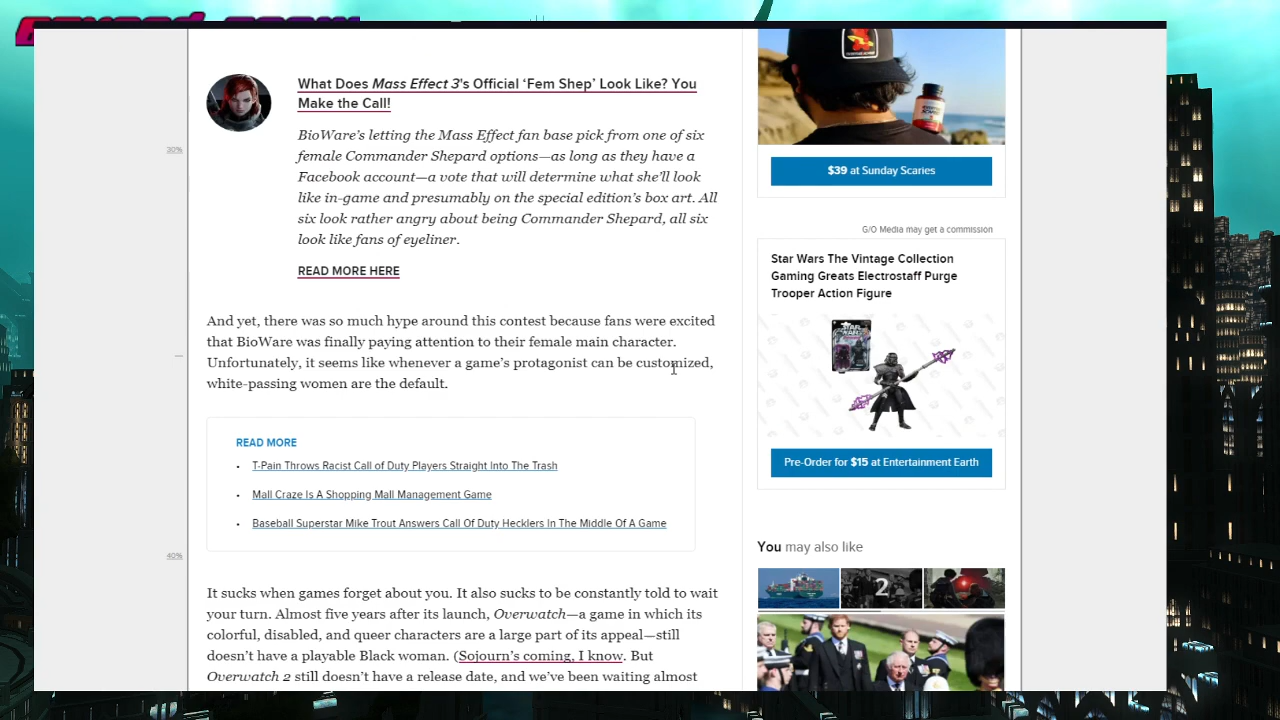 What Does Mass Effect 3's Official ‘Fem Shep’ Look Like? You
Make the Call!
BioWare’s letting the Mass Effect fan base pick from one of six
female Commander Shepard options—as long as they have a
Facebook account—a vote that will determine what she’ll look
like in-game and presumably on the special edition’s box art. All
six look rather angry about being Commander Shepard, all six
look like fans of eyeliner.
READ MORE HERE
30%
And yet, there was so much hype around this contest because fans were excited
that BioWare was finally paying attention to their female main character.
Unfortunately, it seems like whenever a game’s protagonist can be customized,
white-passing women are the default.
READ MORE
• T-Pain Throws Racist Call of Duty Players Straight Into The Trash
• Mall Craze Is A Shopping Mall Management Game
• Baseball Superstar Mike Trout Answers Call Of Duty Hecklers In The Middle Of A Game
40%
It sucks when games forget about you. It also sucks to be constantly told to wait
your turn. Almost five years after its launch, Overwatch—a game in which its
colorful, disabled, and queer characters are a large part of its appeal—still
doesn’t have a playable Black woman. (Sojourn’s coming, I know. But
Overwatch 2 still doesn’t have a release date, and we’ve been waiting almost
$39 at Sunday Scaries
G/O Media may get a commission
Star Wars The Vintage Collection
Gaming Greats Electrostaff Purge
Trooper Action Figure
STAR WARS
Pre-Order for $15 at Entertainment Earth
You may also like
2